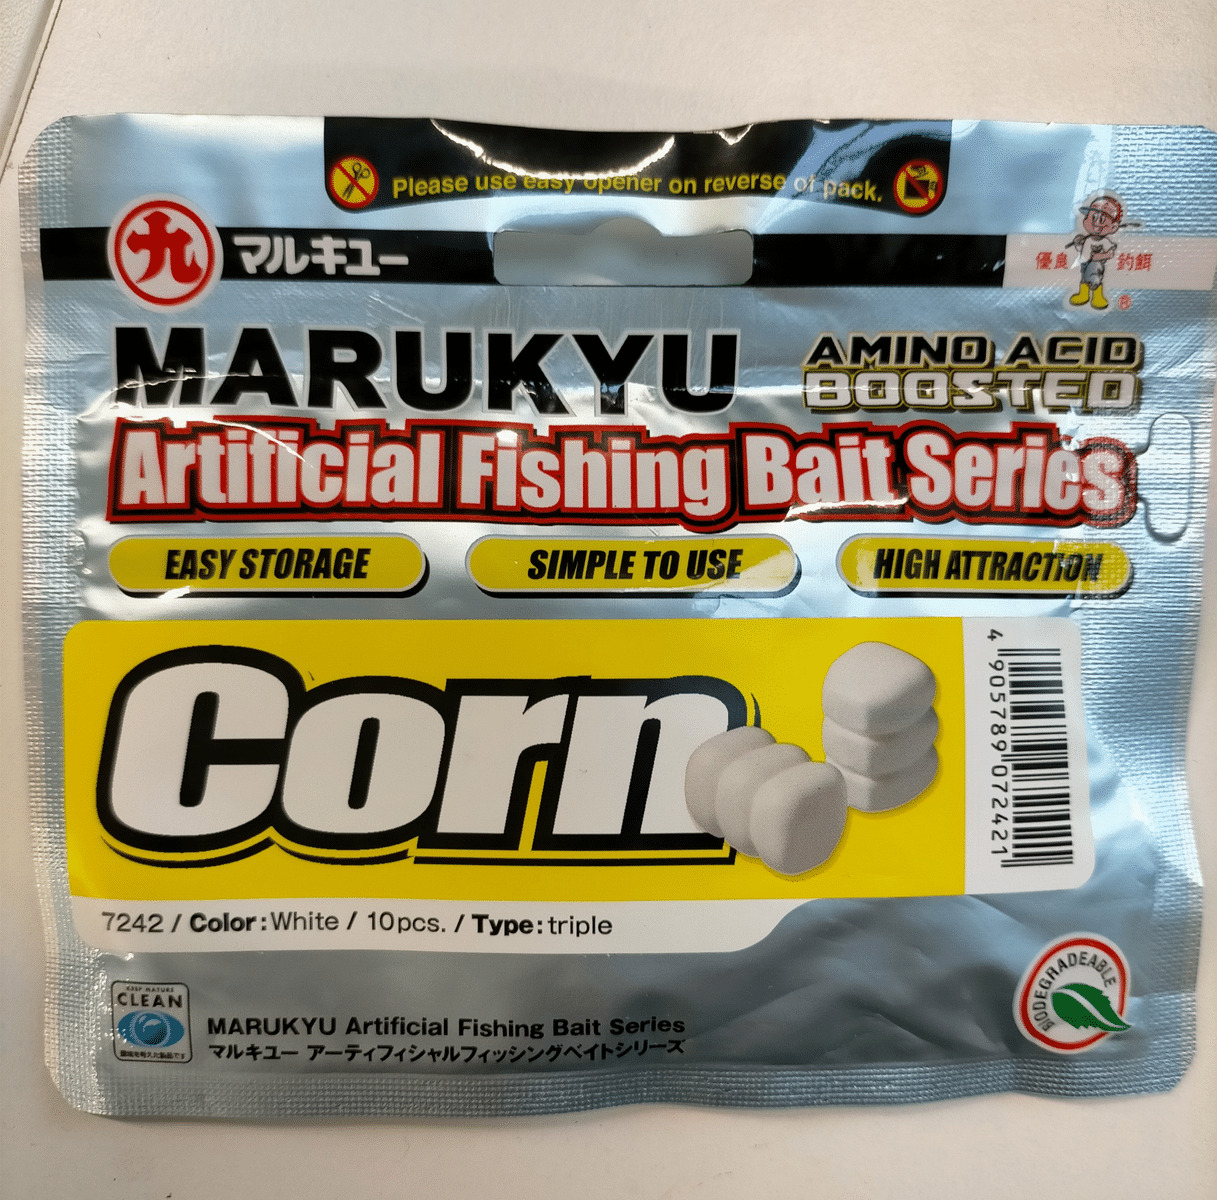 Please use easy opener on reverse of pack.
九 マルキユー
優良 釣餌
®
MARUKYU
AMINO ACID
BOOSTED
Artificial Fishing Bait Series
EASY STORAGE
SIMPLE TO USE
HIGH ATTRACTION
Corn
4 905789 072421
7242 / Color:White / 10pcs. / Type:triple
BIODEGRADEABLE
KEEP NATURE
CLEAN
MARUKYU Artificial Fishing Bait Series
マルキユー アーティフィシャルフィッシングベイトシリーズ